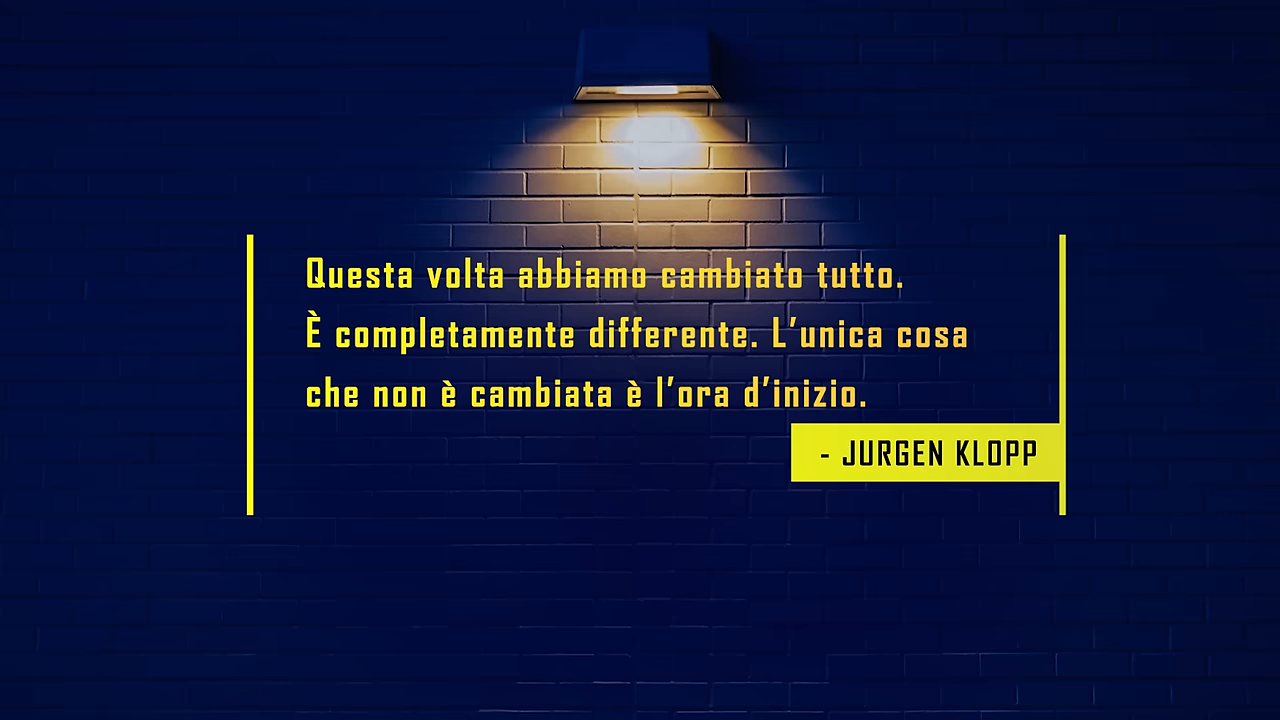 Questa volta abbiamo cambiato tutto.
È completamente differente. L’unica cosa
che non è cambiata è l’ora d’inizio.
- JURGEN KLOPP